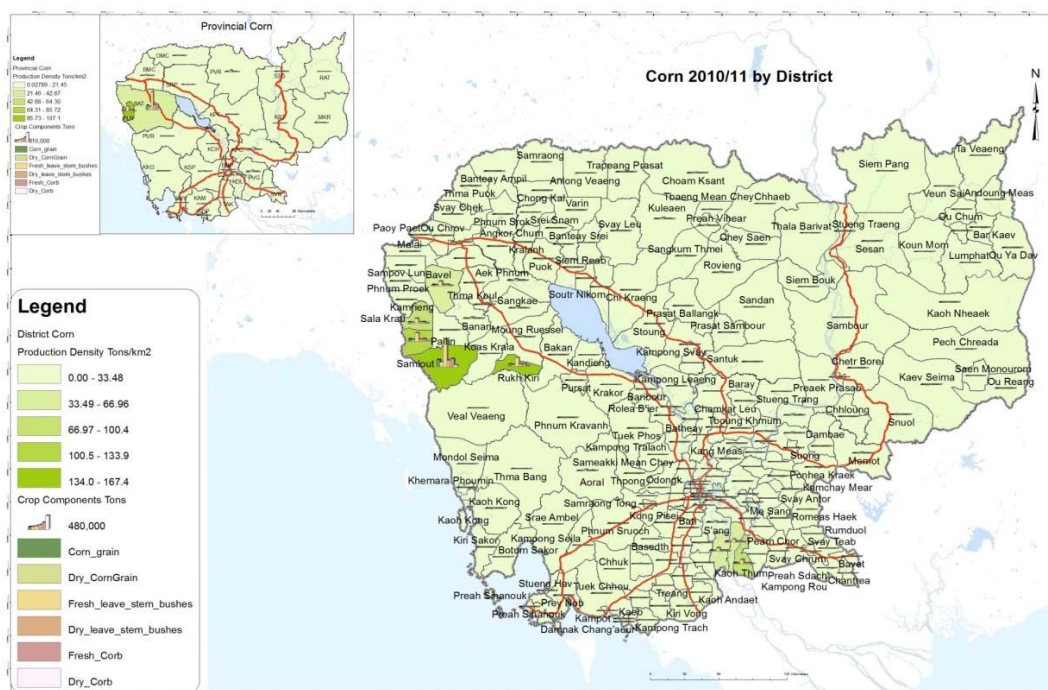 Provincial Corn
Legend
Provincial Corn
Production Density Tons/km2
0.02789 - 21.45
21.46 - 42.87
42.88 - 64.30
64.31 - 85.72
85.73 - 107.1
Crop Components Tons
810,000
Corn_grain
Dry_CornGrain
Fresh_leave_stem_bushes
Dry_leave_stem_bushes
Fresh_Corb
Dry_Corb
OMC
BMC
PVR
RAT
MKR
PUR
KKG
KSP
KCH
KAM
PVG
Corn 2010/11 by District
N
Ta Veaeng
Samraong
Siem Pang
Trapeang Prasat
Banteay Ampil
Anlong Veaeng
Choam Ksant
Veun Sai
Andoung Meas
Thma Puok
Chong Kal
Varin
Tbaeng Mean Chey
Chhaeb
Svay Chek
Phnum Srok
Srei Snam
Svay Leu
Kuleaen
Preah Vihear
Ou Chum
Paoy Paet
Ou Chrov
Angkor Chum
Banteay Srei
Chey Saen
Thala Barivat
Stueng Traeng
Bar Kaev
Malai
Kralanh
Sangkum Thmei
Sesan
Koun Mom
Siem Reab
Rovieng
Lumphat
Ou Ya Dav
Sampov Lun
Bavel
Aek Phnum
Puok
Siem Bouk
Phnum Proek
Thma Koul
Soutr Nikom
Chi Kraeng
Kamrieng
Sangkae
Sandan
Kaoh Nheaek
Sala Krau
Banan
Prasat Ballangk
Moung Ruessei
Stoung
Prasat Sambour
Sambour
Pailin
Koas Krala
Bakan
Pech Chreada
Samlout
Kandieng
Kampong Svay
Santuk
Chetr Borei
Saen Monourom
Rukh Kiri
Kampong Leaeng
Baray
Preaek Prasab
Kaev Seima
Ou Reang
Pursat
Krakor
Baribour
Stueng Trang
Rolea B'ier
Chamkar Leu
Chhloung
Snuol
Veal Veaeng
Phnum Kravanh
Batheay
Tboung Khmum
Tuek Phos
Dambae
Kampong Tralach
Kang Meas
Memot
Mondol Seima
Sameakki Mean Chey
Suong
Ponhea Kraek
Khemara Phoumin
Thma Bang
Aoral
Thpong
Odongk
Kamchay Mear
Kaoh Kong
Samraong Tong
Svay Antor
Kaoh Kong
Srae Ambel
Kong Pisei
Me Sang
Romeas Haek
Kiri Sakor
Kampong Seila
Phnum Sruoch
Bati
S'ang
Rumduol
Botum Sakor
Basedth
Peam Chor
Svay Teab
Chhuk
Svay Chrum
Bavet
Stueng Hav
Tuek Chhou
Kaoh Thum
Preah Sdach
Chantrea
Preah Sihanouk
Prey Nob
Treang
Kaoh Andaet
Kampong Rou
Preah Sihanouk
Kampot
Kaeb
Kiri Vong
Damnak Chang'aeur
Kampong Trach
Legend
District Corn
Production Density Tons/km2
0.00 - 33.48
33.49 - 66.96
66.97 - 100.4
100.5 - 133.9
134.0 - 167.4
Crop Components Tons
480,000
Corn_grain
Dry_CornGrain
Fresh_leave_stem_bushes
Dry_leave_stem_bushes
Fresh_Corb
Dry_Corb